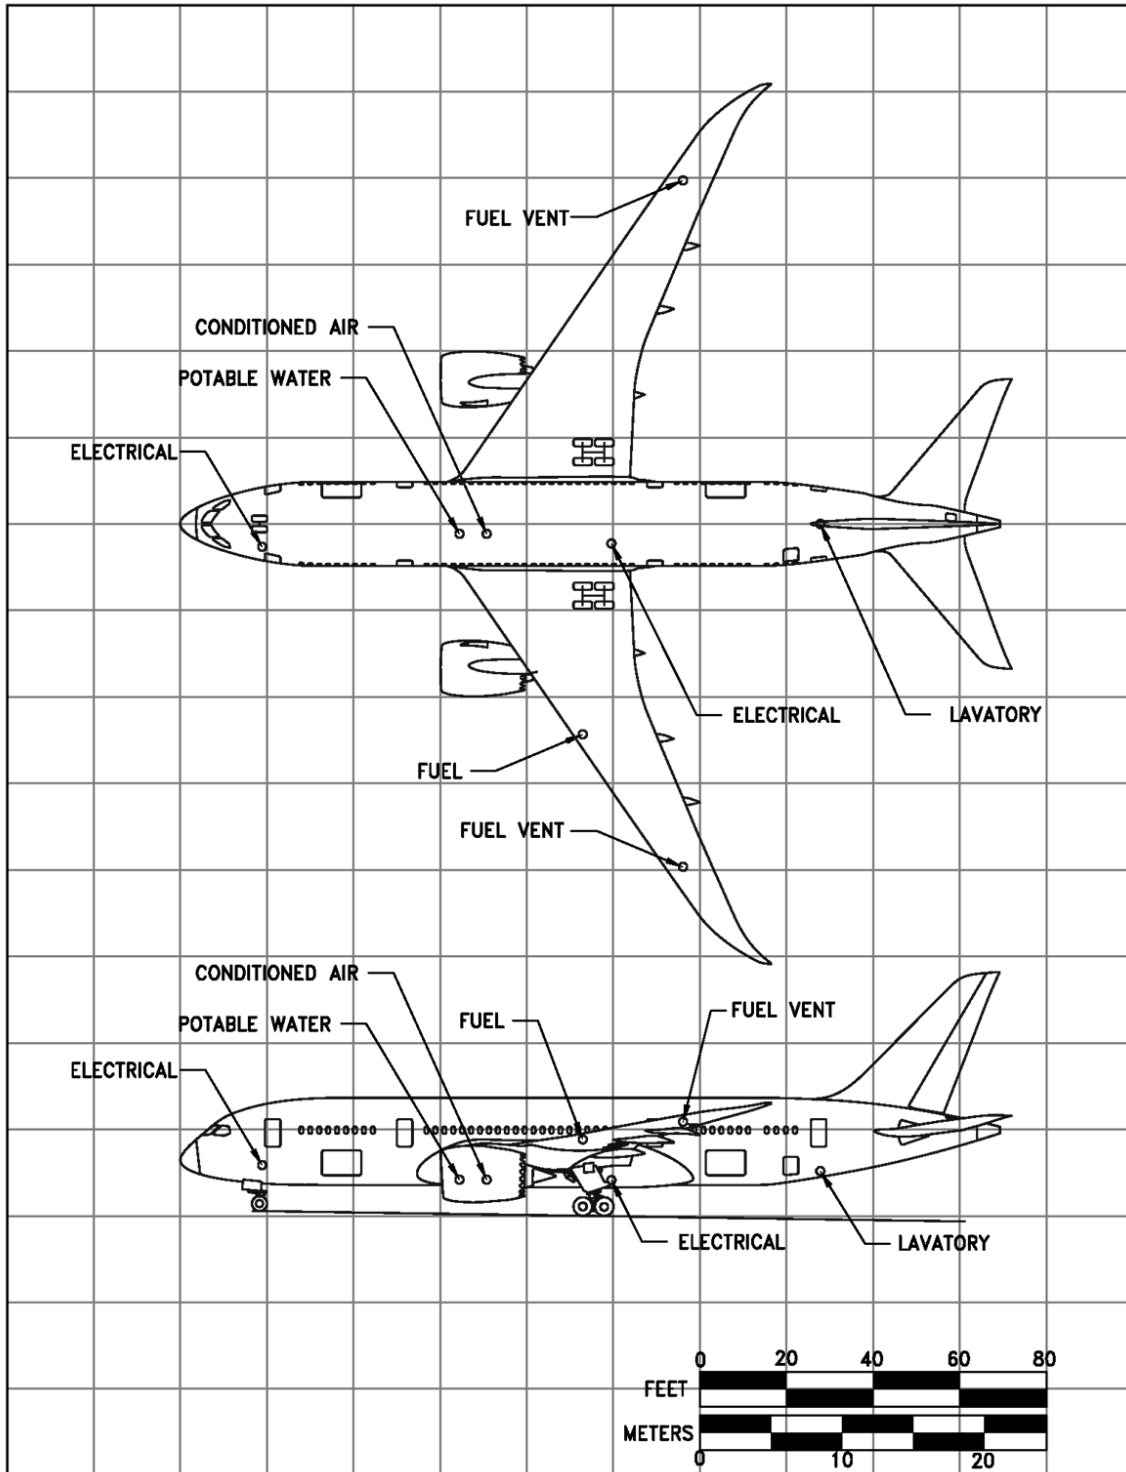 FUEL VENT
CONDITIONED AIR
POTABLE WATER
ELECTRICAL
ELECTRICAL
LAVATORY
FUEL
FUEL VENT
CONDITIONED AIR
FUEL VENT
POTABLE WATER
FUEL
ELECTRICAL
ELECTRICAL
LAVATORY
0 20 40 60 80
FEET
METERS
0 10 20